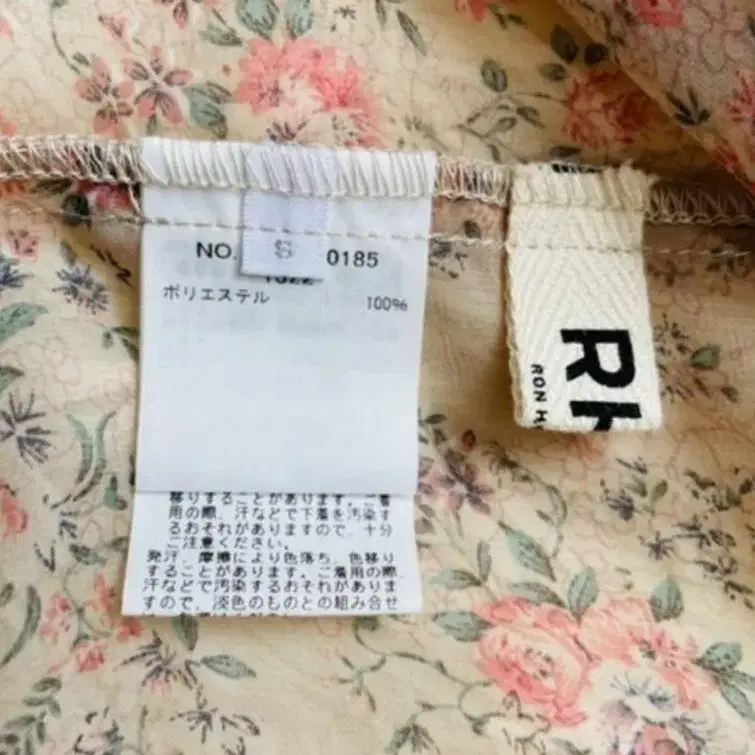 NO. S 0185
ポリエステル 100%
移りすることがあります。ご着
用の際、汗などで下着を汚染す
るおそれがありますので、十分
ご注意ください。
発汗、摩擦により色落ち、色移り
することがあります。ご着用の際、
汗などで汚染するおそれがありま
すので、淡色のものとの組み合せ
RON